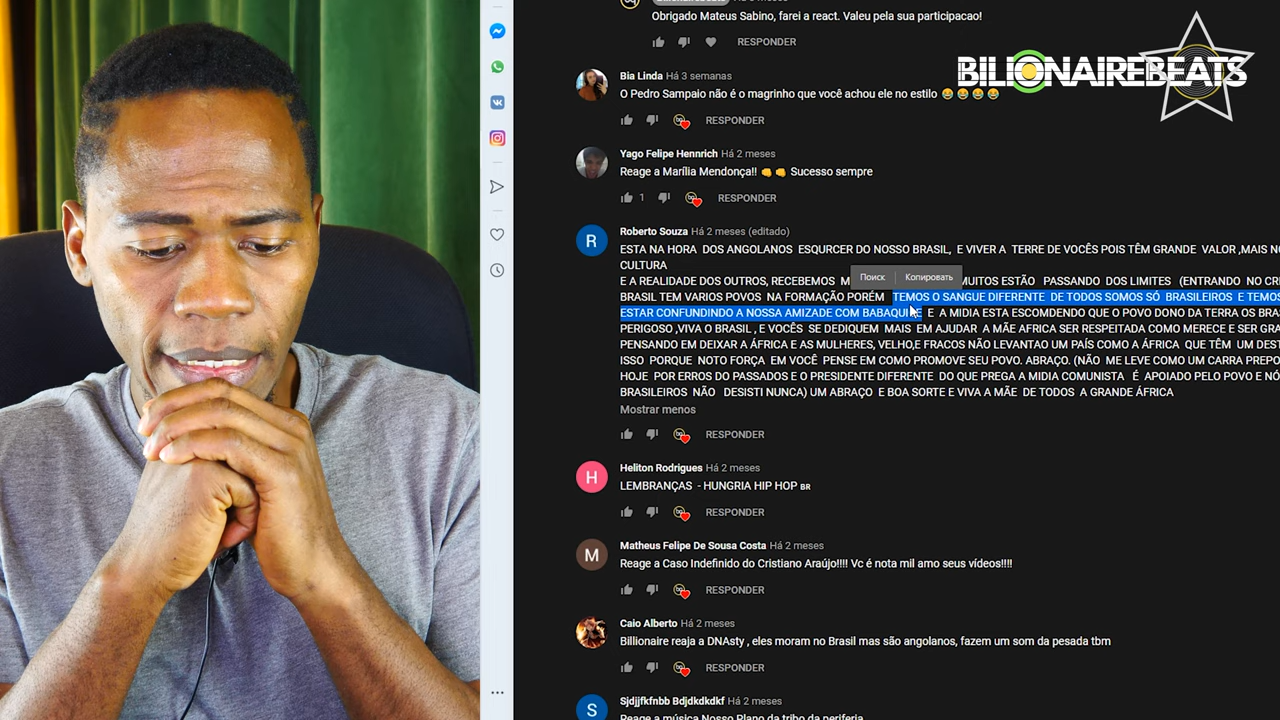 Obrigado Mateus Sabino, farei a react. Valeu pela sua participacao!
RESPONDER
BILIONAIREBEATS
Bia Linda Há 3 semanas
O Pedro Sampaio não é o magrinho que você achou ele no estilo 😂 😂 😂 😂
RESPONDER
Yago Felipe Hennrich Há 2 meses
Reage a Marília Mendonça!! 👊 👊 Sucesso sempre
1 RESPONDER
R
Roberto Souza Há 2 meses (editado)
ESTA NA HORA DOS ANGOLANOS ESQURCER DO NOSSO BRASIL, E VIVER A TERRE DE VOCÊS POIS TÊM GRANDE VALOR ,MAIS
CULTURA
Поиск Копировать
E A REALIDADE DOS OUTROS, RECEBEMOS MUITOS ESTÃO PASSANDO DOS LIMITES (ENTRANDO NO
BRASIL TEM VARIOS POVOS NA FORMAÇÃO PORÉM TEMOS O SANGUE DIFERENTE DE TODOS SOMOS SÓ BRASILEIROS E
ESTAR CONFUNDINDO A NOSSA AMIZADE COM BABAQUICE E A MIDIA ESTA ESCOMDENDO QUE O POVO DONO DA TERRA OS
PERIGOSO ,VIVA O BRASIL , E VOCÊS SE DEDIQUEM MAIS EM AJUDAR A MÃE AFRICA SER RESPEITADA COMO MERECE E SER
PENSANDO EM DEIXAR A ÁFRICA E AS MULHERES, VELHO,E FRACOS NÃO LEVANTAO UM PAÍS COMO A ÁFRICA QUE TÊM UM
ISSO PORQUE NOTO FORÇA EM VOCÊ PENSE EM COMO PROMOVE SEU POVO. ABRAÇO. (NÃO ME LEVE COMO UM CARRA
HOJE POR ERROS DO PASSADOS E O PRESIDENTE DIFERENTE DO QUE PREGA A MIDIA COMUNISTA É APOIADO PELO POVO E
BRASILEIROS NÃO DESISTI NUNCA) UM ABRAÇO E BOA SORTE E VIVA A MÃE DE TODOS A GRANDE ÁFRICA
Mostrar menos
RESPONDER
H
Heliton Rodrigues Há 2 meses
LEMBRANÇAS - HUNGRIA HIP HOP BR
RESPONDER
M
Matheus Felipe De Sousa Costa Há 2 meses
Reage a Caso Indefinido do Cristiano Araújo!!!! Vc é nota mil amo seus vídeos!!!!
RESPONDER
Caio Alberto Há 2 meses
Billionaire reaja a DNAsty , eles moram no Brasil mas são angolanos, fazem um som da pesada tbm
RESPONDER
S
Sjdjjfkfnbb Bdjdkdkdkf Há 2 meses
Reage a música Nosso Plano da tribo da periferia